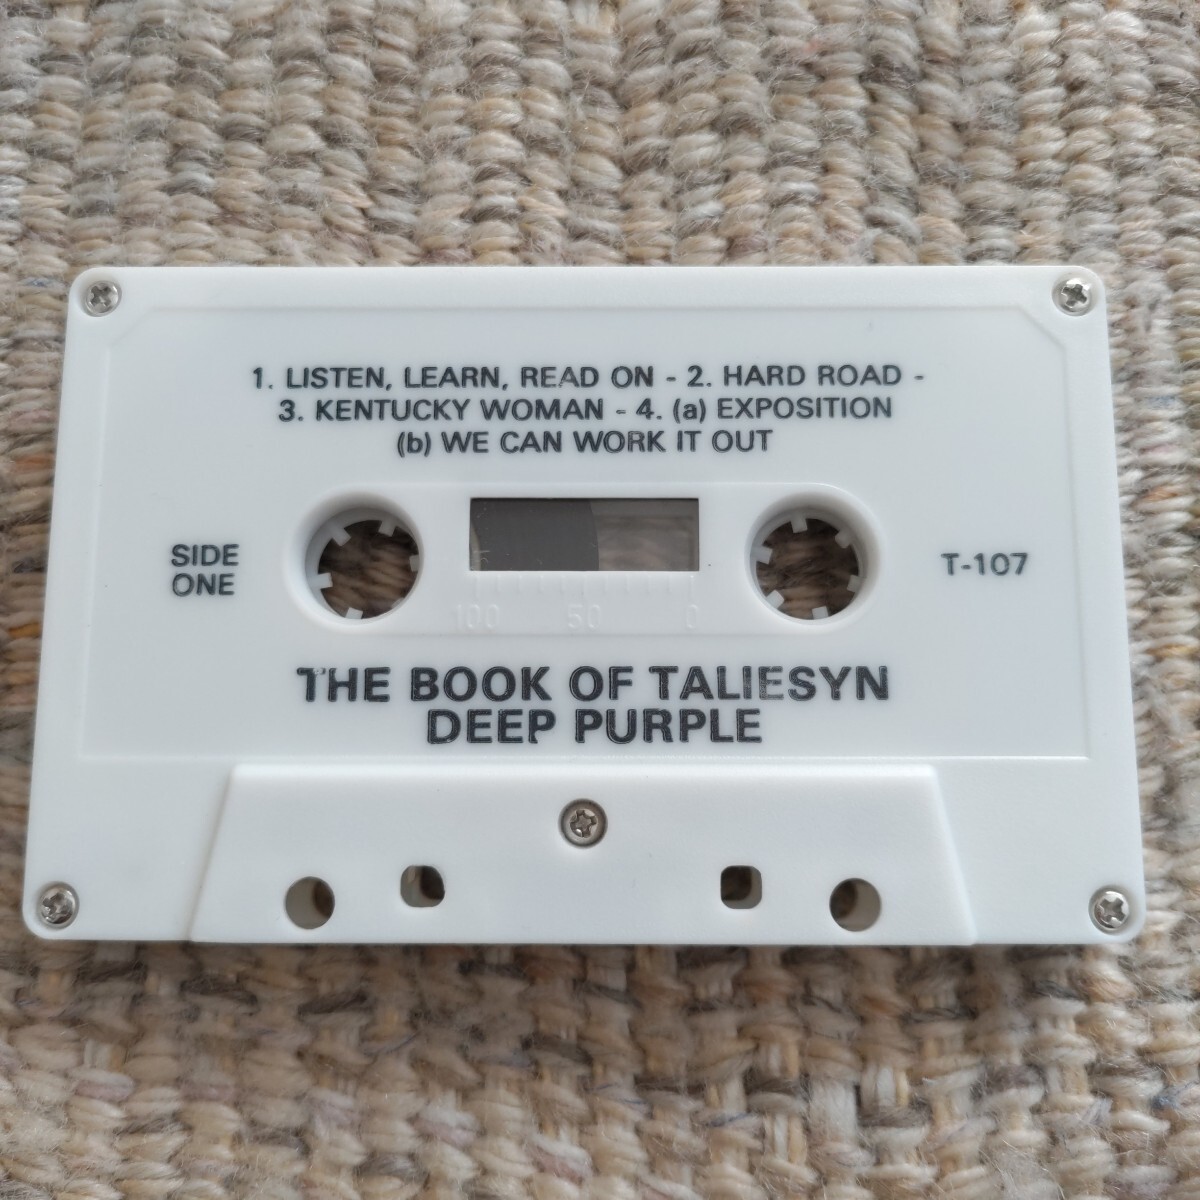 1. LISTEN, LEARN, READ ON - 2. HARD ROAD -
3. KENTUCKY WOMAN - 4. (a) EXPOSITION
(b) WE CAN WORK IT OUT
SIDE
ONE
T-107
100 50 0
THE BOOK OF TALIESYN
DEEP PURPLE